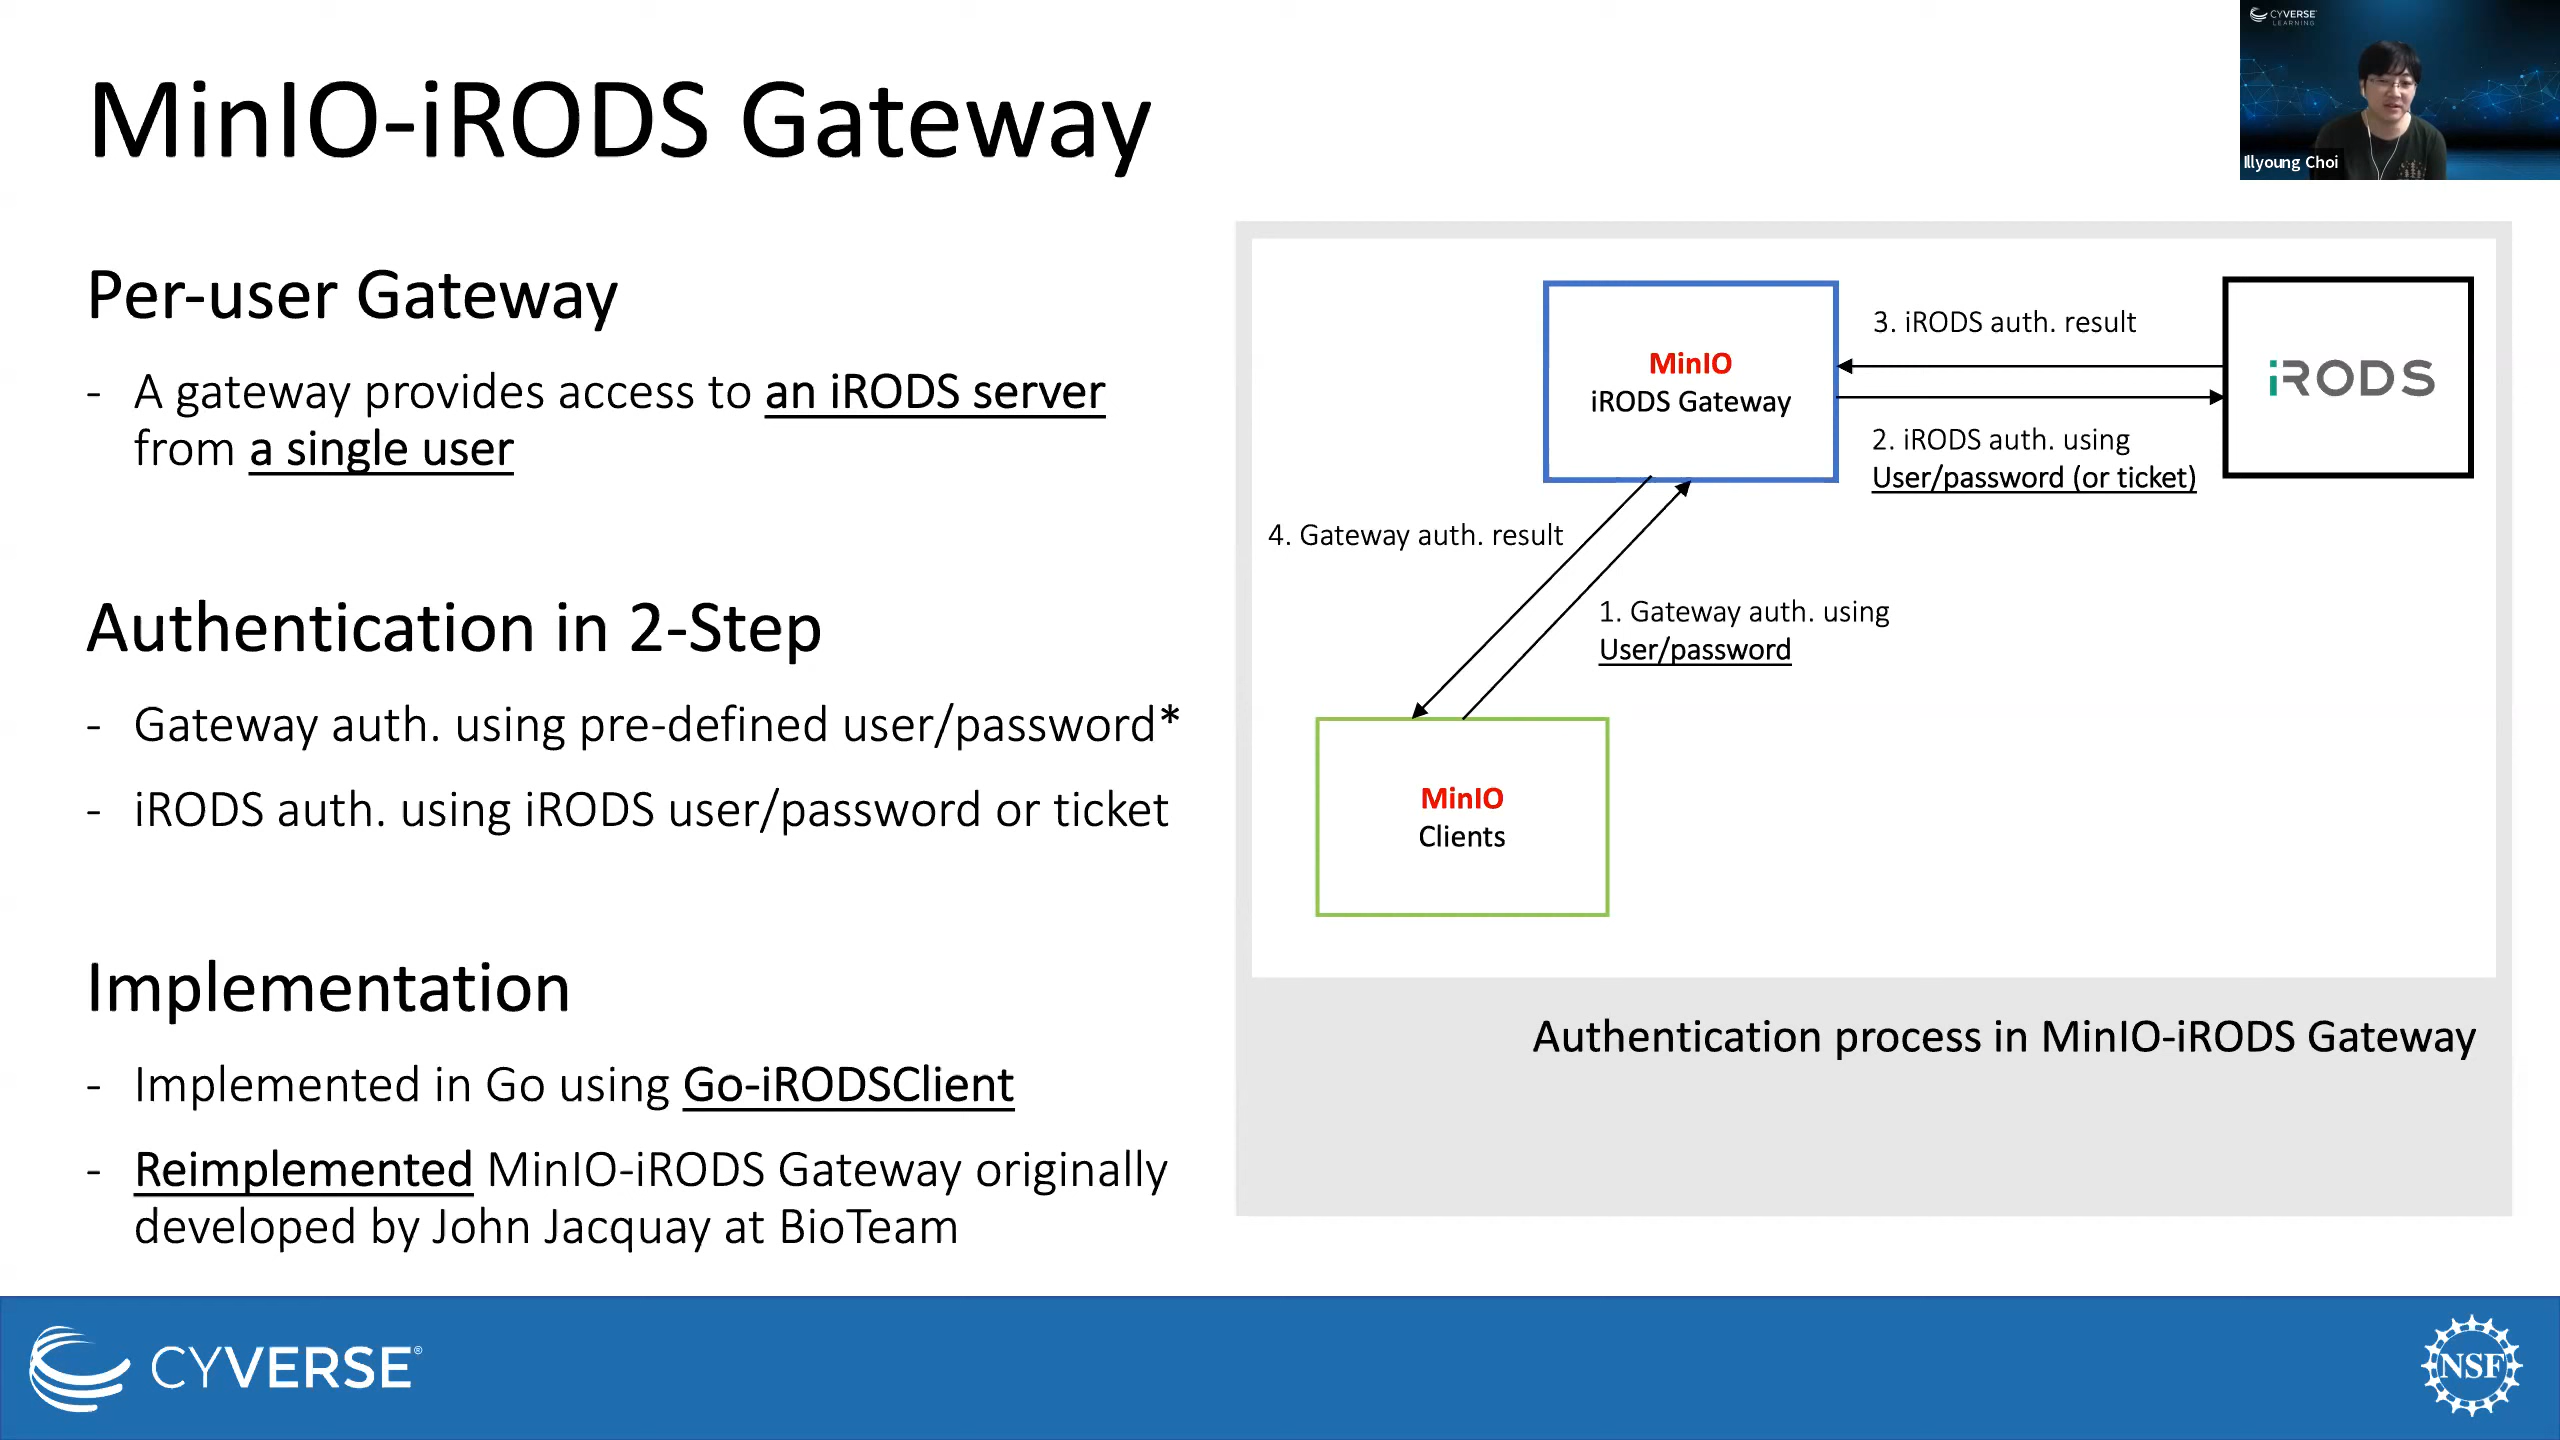 MinIO-iRODS Gateway
CYVERSE
LEARNING
Illyoung Choi
Per-user Gateway
- A gateway provides access to an iRODS server
from a single user
Authentication in 2-Step
- Gateway auth. using pre-defined user/password*
- iRODS auth. using iRODS user/password or ticket
Implementation
- Implemented in Go using Go-iRODSClient
- Reimplemented MinIO-iRODS Gateway originally
developed by John Jacquay at BioTeam
MinIO
iRODS Gateway
3. iRODS auth. result
iRODS
2. iRODS auth. using
User/password (or ticket)
4. Gateway auth. result
1. Gateway auth. using
User/password
MinIO
Clients
Authentication process in MinIO-iRODS Gateway
CYVERSE®
NSF